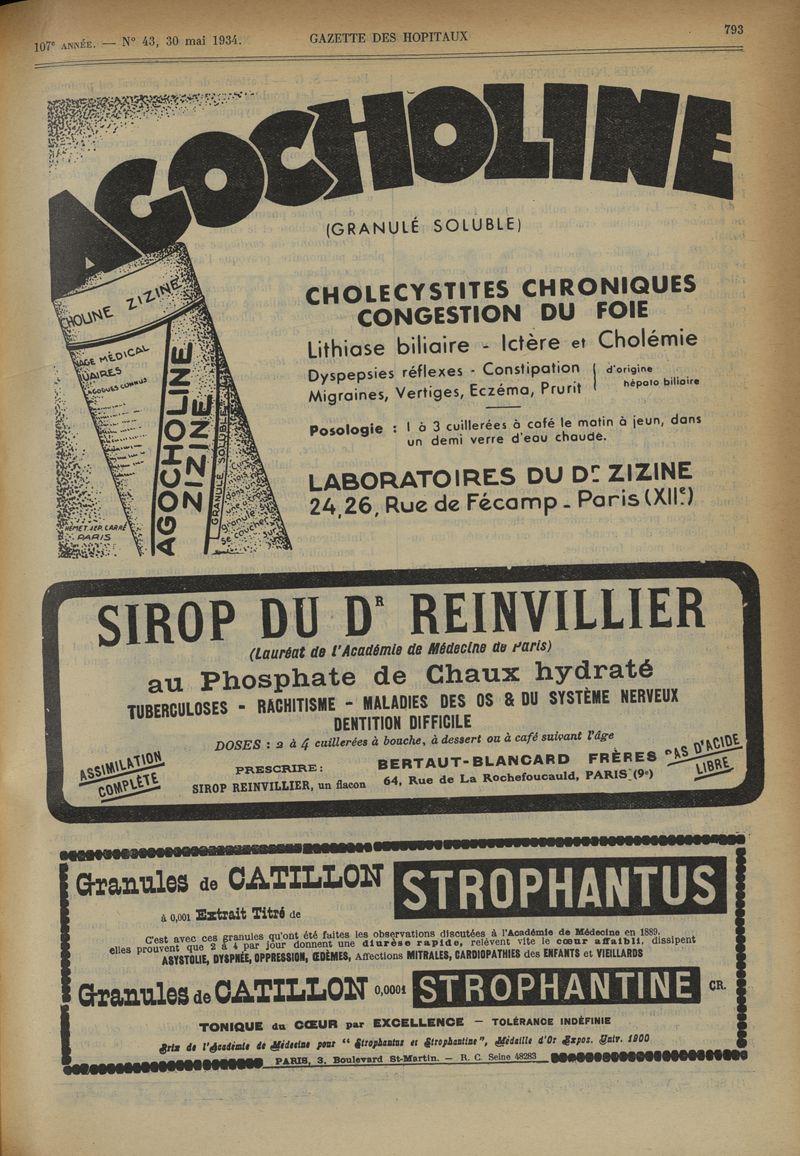 107e ANNÉE. — N° 43, 30 mai 1934.
GAZETTE DES HOPITAUX
793
AGOCHOLINE
(GRANULÉ SOLUBLE)
CHOLINE ZIZINE
AGE MÉDICAL
AGOCHOLINE
ZIZINE
GRANULÉ SOLUBLE
HÉMET.JEP.CARRÉ
PARIS
CHOLECYSTITES CHRONIQUES
CONGESTION DU FOIE
Lithiase biliaire - Ictère et Cholémie
Dyspepsies réflexes - Constipation
Migraines, Vertiges, Eczéma, Prurit
d'origine
hépato biliaire
Posologie : 1 à 3 cuillerées à café le matin à jeun, dans
un demi verre d'eau chaude.
LABORATOIRES DU Dr ZIZINE
24,26, Rue de Fécamp - Paris (XIIe)
SIROP DU DR REINVILLIER
(Lauréat de l'Académie de Médecine de Paris)
au Phosphate de Chaux hydraté
TUBERCULOSES - RACHITISME - MALADIES DES OS & DU SYSTÈME NERVEUX
DENTITION DIFFICILE
DOSES : 2 à 4 cuillerées à bouche, à dessert ou à café suivant l'âge
ASSIMILATION
COMPLÈTE
PRESCRIRE :
SIROP REINVILLIER, un flacon
BERTAUT-BLANCARD FRÈRES
64, Rue de La Rochefoucauld, PARIS (9e)
PAS D'ACIDE
LIBRE
Granules de CATILLON STROPHANTUS
à 0,001 Extrait Titré de
C'est avec ces granules qu'ont été faites les observations discutées à l'Académie de Médecine en 1889,
elles prouvent que 2 à 4 par jour donnent une diurèse rapide, relèvent vite le cœur affaibli, dissipent
ASYSTOLIE, DYSPNÉE, OPPRESSION, ŒDÈMES, Affections MITRALES, CARDIOPATHIES des ENFANTS et VIEILLARDS
Granules de CATILLON 0,0001 STROPHANTINE CR.
TONIQUE du CŒUR par EXCELLENCE — TOLÉRANCE INDÉFINIE
Prix de l'Académie de Médecine pour "Strophantus et Strophantine", Médaille d'Or Expos. Univ. 1900
PARIS, 3, Boulevard St-Martin. — R. C. Seine 48283